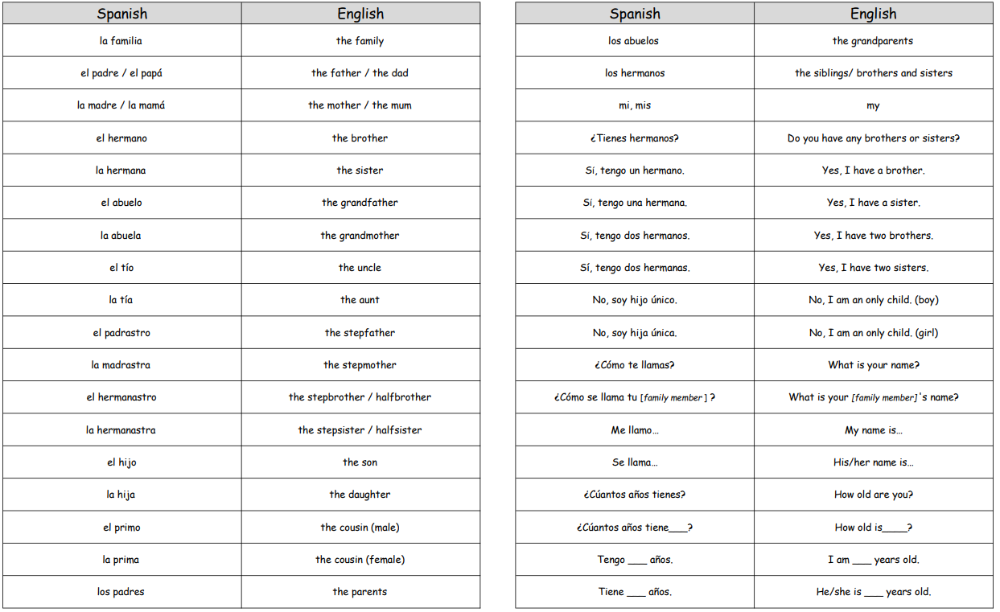 Spanish English
la familia the family
el padre / el papá the father / the dad
la madre / la mamá the mother / the mum
el hermano the brother
la hermana the sister
el abuelo the grandfather
la abuela the grandmother
el tío the uncle
la tía the aunt
el padrastro the stepfather
la madrastra the stepmother
el hermanastro the stepbrother / halfbrother
la hermanastra the stepsister / halfsister
el hijo the son
la hija the daughter
el primo the cousin (male)
la prima the cousin (female)
los padres the parents
Spanish English
los abuelos the grandparents
los hermanos the siblings/ brothers and sisters
mi, mis my
¿Tienes hermanos? Do you have any brothers or sisters?
Sí, tengo un hermano. Yes, I have a brother.
Sí, tengo una hermana. Yes, I have a sister.
Sí, tengo dos hermanos. Yes, I have two brothers.
Sí, tengo dos hermanas. Yes, I have two sisters.
No, soy hijo único. No, I am an only child. (boy)
No, soy hija única. No, I am an only child. (girl)
¿Cómo te llamas? What is your name?
¿Cómo se llama tu [family member ] ? What is your [family member]'s name?
Me llamo… My name is…
Se llama… His/her name is…
¿Cúantos años tienes? How old are you?
¿Cúantos años tiene___? How old is____?
Tengo ___ años. I am ___ years old.
Tiene ___ años. He/she is ___ years old.